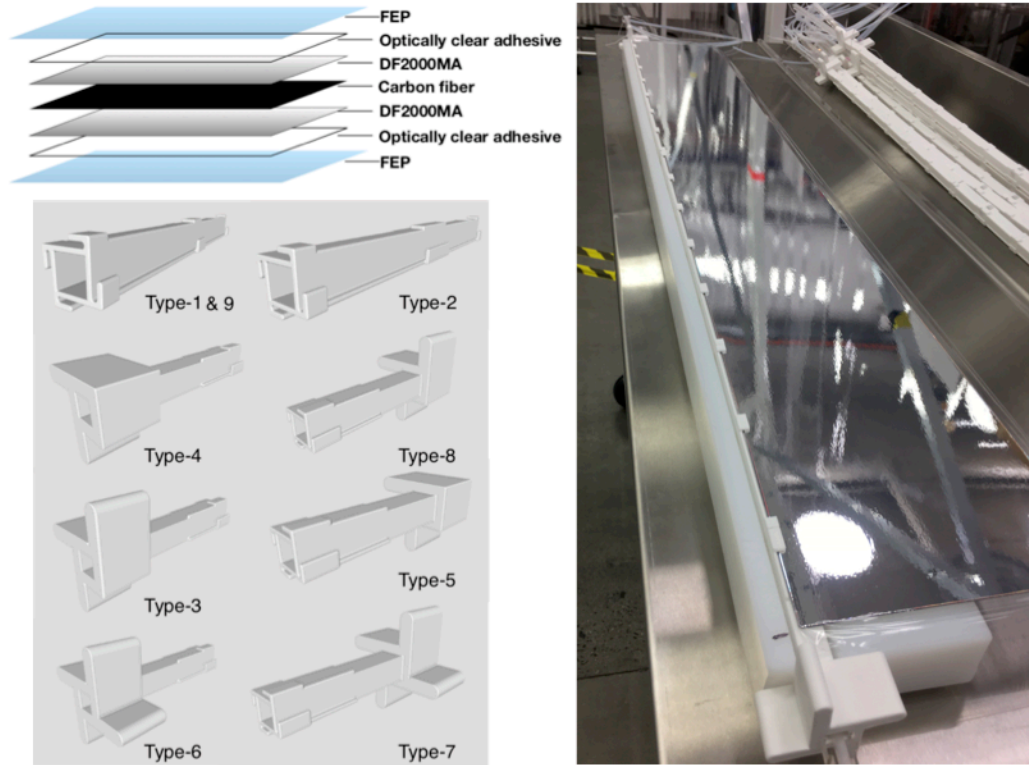 FEP
Optically clear adhesive
DF2000MA
Carbon fiber
DF2000MA
Optically clear adhesive
FEP
Type-1 & 9
Type-2
Type-4
Type-8
Type-3
Type-5
Type-6
Type-7